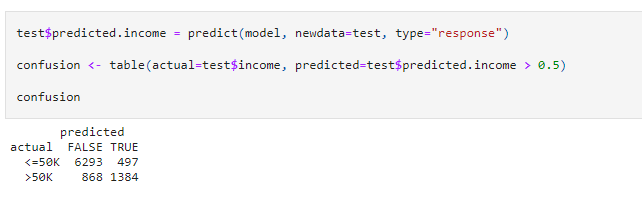 test$predicted.income = predict(model, newdata=test, type="response")
confusion <- table(actual=test$income, predicted=test$predicted.income > 0.5)
confusion
predicted
actual FALSE TRUE
<=50K 6293 497
>50K 868 1384